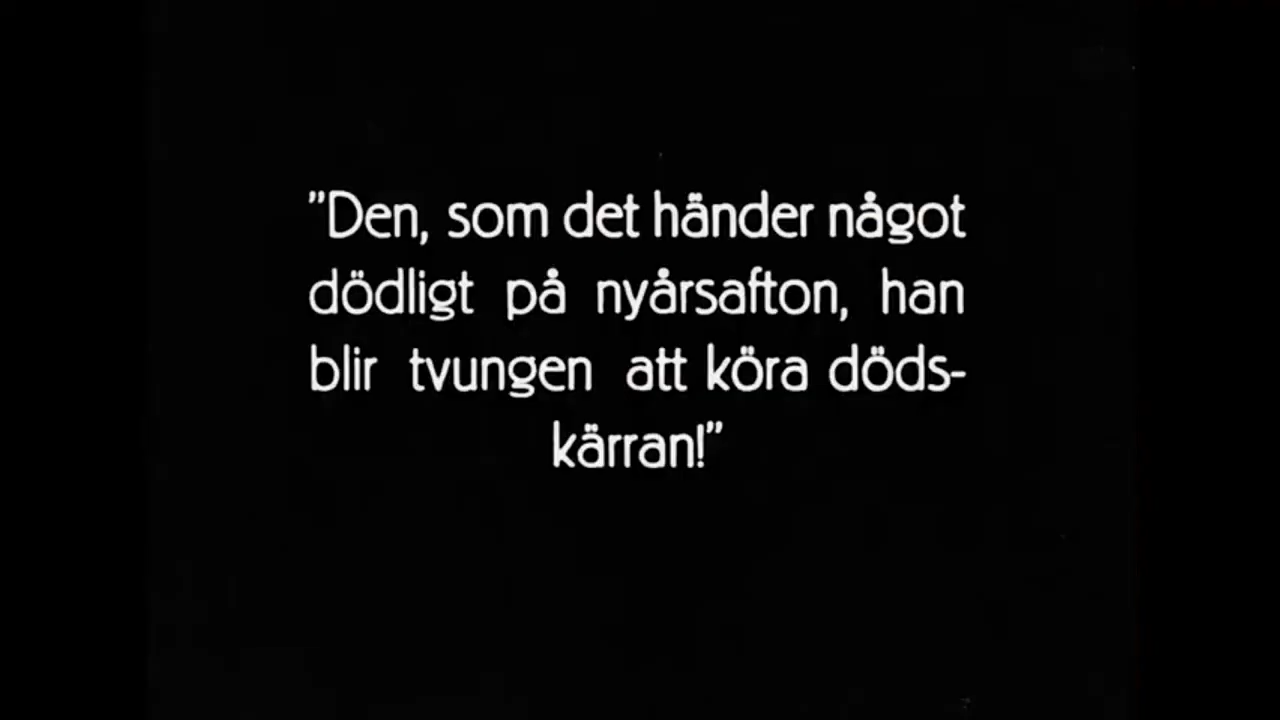 ”Den, som det händer något
dödligt på nyårsafton, han
blir tvungen att köra döds-
kärran!”